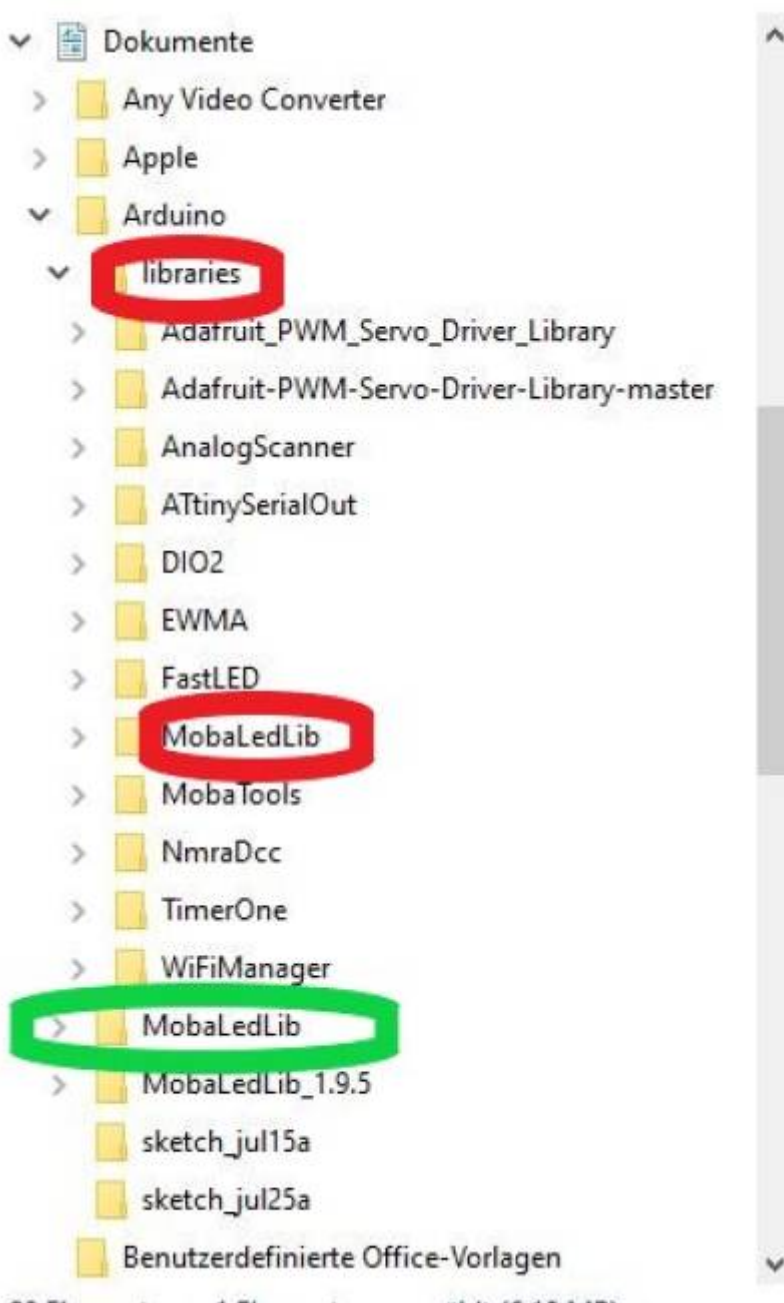 Dokumente
Any Video Converter
Apple
Arduino
libraries
Adafruit_PWM_Servo_Driver_Library
Adafruit-PWM-Servo-Driver-Library-master
AnalogScanner
ATtinySerialOut
DIO2
EWMA
FastLED
MobaLedLib
MobaTools
NmraDcc
TimerOne
WiFiManager
MobaLedLib
MobaLedLib_1.9.5
sketch_jul15a
sketch_jul25a
Benutzerdefinierte Office-Vorlagen